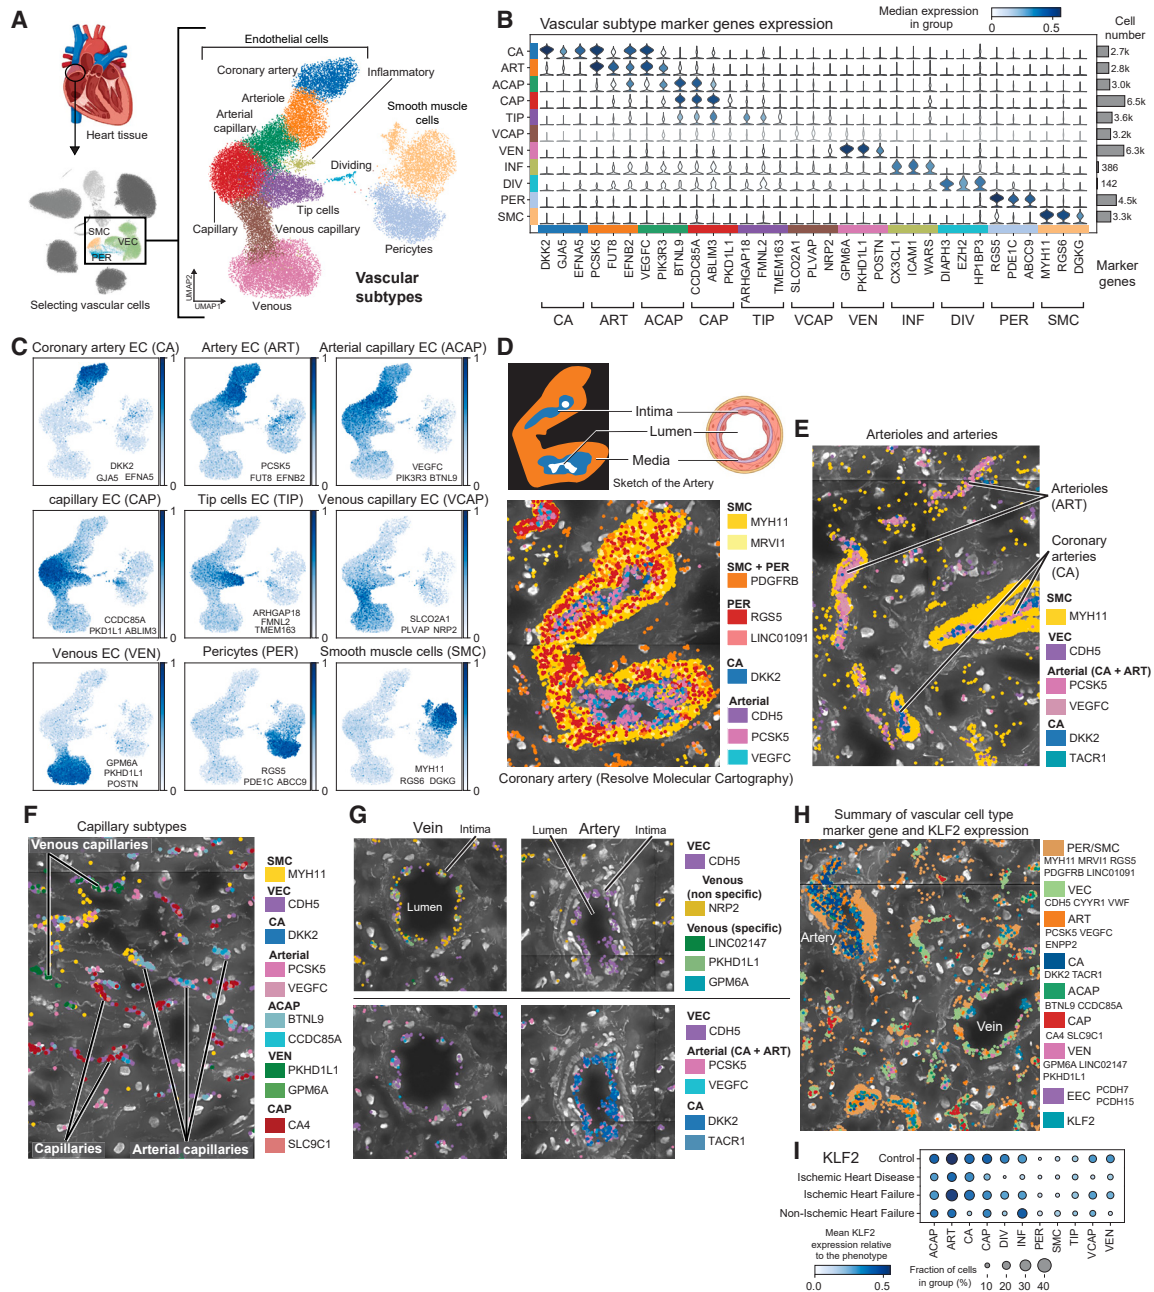 A
Endothelial cells
Coronary artery
Inflammatory
Arteriole
Smooth muscle
cells
Arterial
capillary
Heart tissue
Dividing
SMC
VEC
PER
Tip cells
Capillary
Venous capillary
Pericytes
UMAP2
UMAP1
Vascular
subtypes
Selecting vascular cells
Venous
B
Vascular subtype marker genes expression
Median expression
in group
0
0.5
Cell
number
CA
2.7k
ART
2.8k
ACAP
3.0k
CAP
6.5k
TIP
3.6k
VCAP
3.2k
VEN
6.3k
INF
386
DIV
142
PER
4.5k
SMC
3.3k
DKK2 GJA5 EFNA5 PCSK5 FUT8 EFNB2 VEGFC PIK3R3 BTNL9 CCDC85A ABLIM3 PKD1L1 ARHGAP18 FMNL2 TMEM163 SLCO2A1 PLVAP NRP2 GPM6A PKHD1L1 POSTN CX3CL1 ICAM1 WARS DIAPH3 EZH2 HP1BP3 RGS5 PDE1C ABCC9 MYH11 RGS6 DGKG
Marker
genes
CA ART ACAP CAP TIP VCAP VEN INF DIV PER SMC
C
Coronary artery EC (CA)
1
0
DKK2
GJA5 EFNA5
Artery EC (ART)
1
0
PCSK5
FUT8 EFNB2
Arterial capillary EC (ACAP)
1
0
VEGFC
PIK3R3 BTNL9
capillary EC (CAP)
1
0
CCDC85A
PKD1L1 ABLIM3
Tip cells EC (TIP)
1
0
ARHGAP18
FMNL2
TMEM163
Venous capillary EC (VCAP)
1
0
SLCO2A1
PLVAP NRP2
Venous EC (VEN)
1
0
GPM6A
PKHD1L1
POSTN
Pericytes (PER)
1
0
RGS5
PDE1C ABCC9
Smooth muscle cells (SMC)
1
0
MYH11
RGS6 DGKG
D
Intima
Lumen
Media
Sketch of the Artery
SMC
MYH11
MRVI1
SMC + PER
PDGFRB
PER
RGS5
LINC01091
CA
DKK2
Arterial
CDH5
PCSK5
VEGFC
Coronary artery (Resolve Molecular Cartography)
E
Arterioles and arteries
Arterioles
(ART)
Coronary
arteries
(CA)
SMC
MYH11
VEC
CDH5
Arterial (CA + ART)
PCSK5
VEGFC
CA
DKK2
TACR1
F
Capillary subtypes
Venous capillaries
Capillaries
Arterial capillaries
SMC
MYH11
VEC
CDH5
CA
DKK2
Arterial
PCSK5
VEGFC
ACAP
BTNL9
CCDC85A
VEN
PKHD1L1
GPM6A
CAP
CA4
SLC9C1
G
Vein
Intima
Lumen
Artery
Intima
Lumen
VEC
CDH5
Venous
(non specific)
NRP2
Venous (specific)
LINC02147
PKHD1L1
GPM6A
VEC
CDH5
Arterial (CA + ART)
PCSK5
VEGFC
CA
DKK2
TACR1
H
Summary of vascular cell type
marker gene and KLF2 expression
Artery
Vein
PER/SMC
MYH11 MRVI1 RGS5
PDGFRB LINC01091
VEC
CDH5 CYYR1 VWF
ART
PCSK5 VEGFC
ENPP2
CA
DKK2 TACR1
ACAP
BTNL9 CCDC85A
CAP
CA4 SLC9C1
VEN
GPM6A LINC02147
PKHD1L1
EEC
PCDH7
PCDH15
KLF2
I
KLF2
Control
Ischemic Heart Disease
Ischemic Heart Failure
Non-Ischemic Heart Failure
ACAP ART CA CAP DIV INF PER SMC TIP VCAP VEN
Mean KLF2
expression relative
to the phenotype
0.0
0.5
Fraction of cells
in group (%)
10 20 30 40